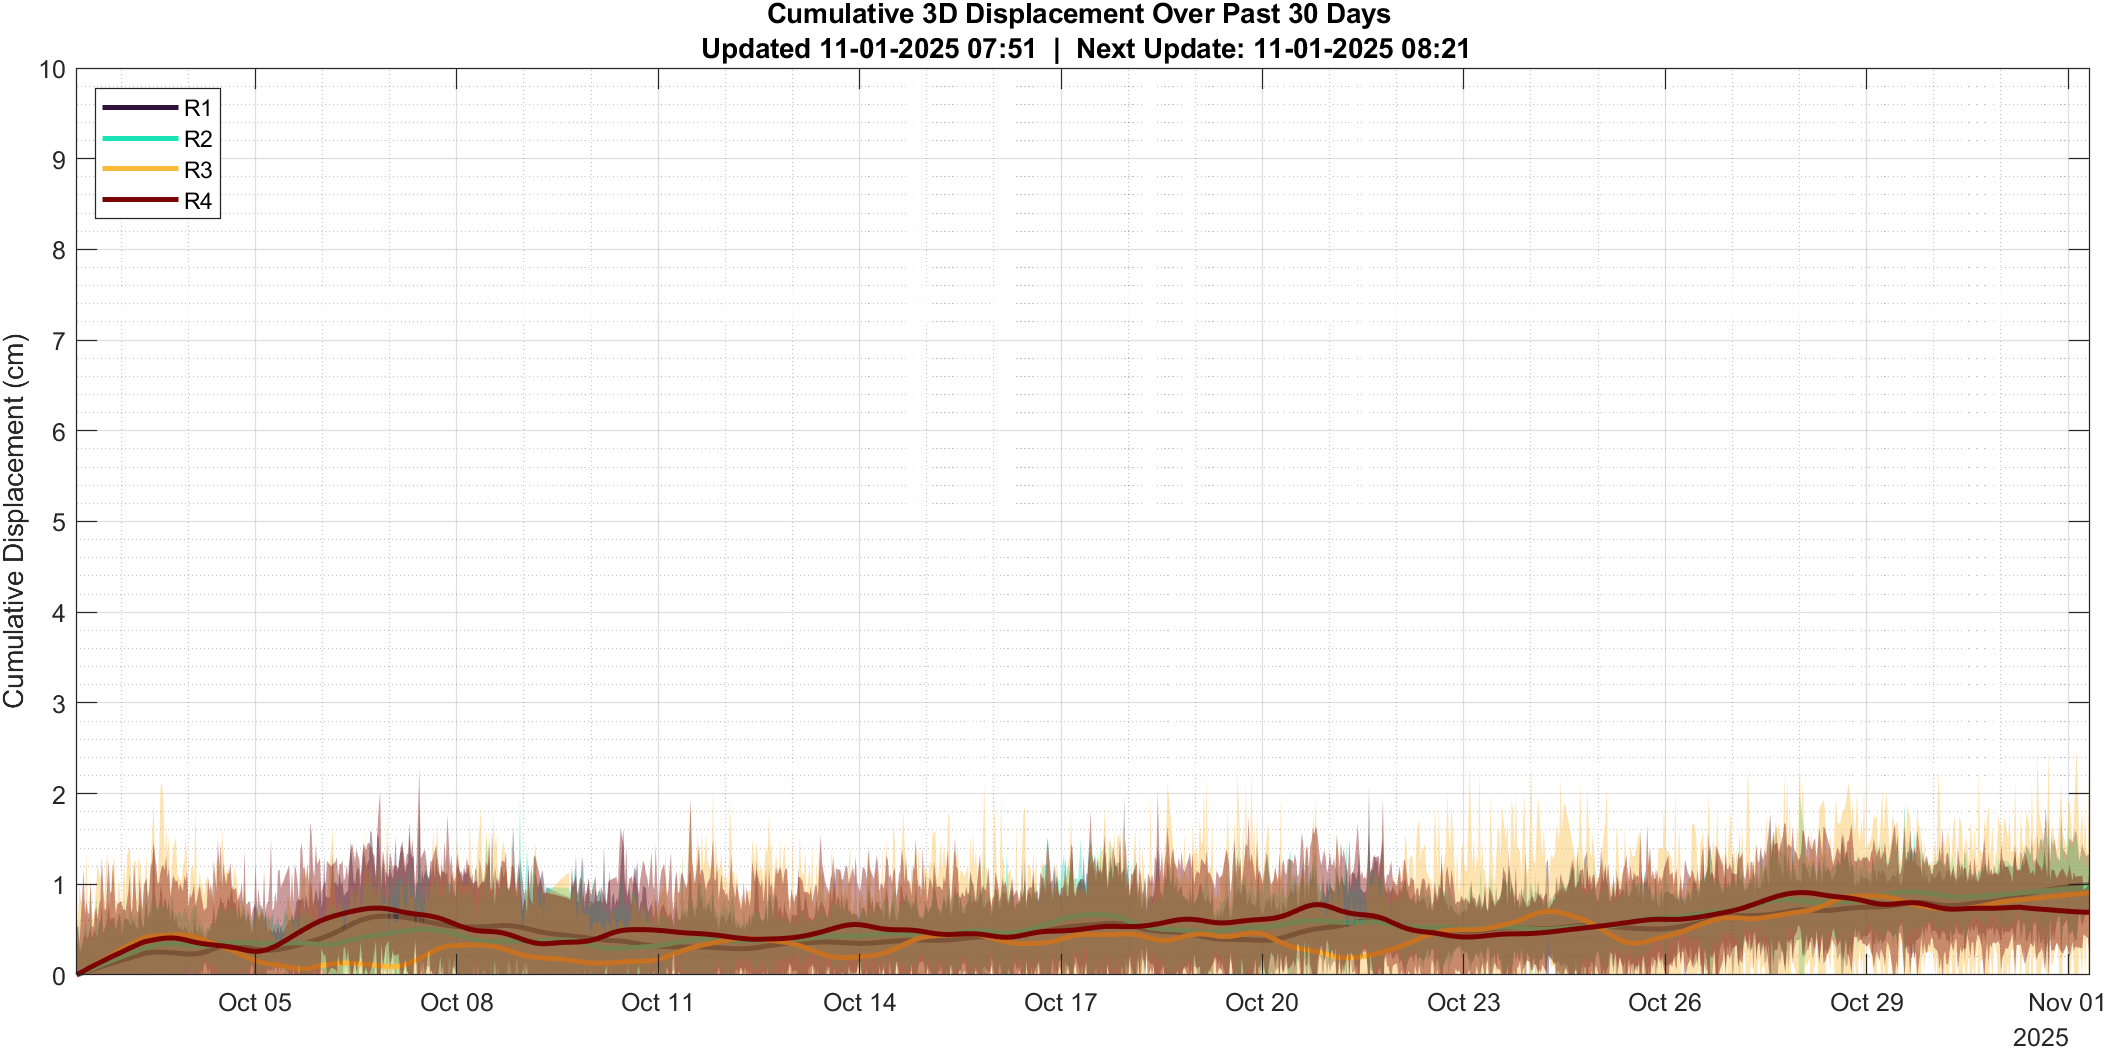 Cumulative 3D Displacement Over Past 30 Days
Updated 11-01-2025 07:51 | Next Update: 11-01-2025 08:21
Cumulative Displacement (cm)
10
9
8
7
6
5
4
3
2
1
0
R1
R2
R3
R4
Oct 05 Oct 08 Oct 11 Oct 14 Oct 17 Oct 20 Oct 23 Oct 26 Oct 29 Nov 01
2025